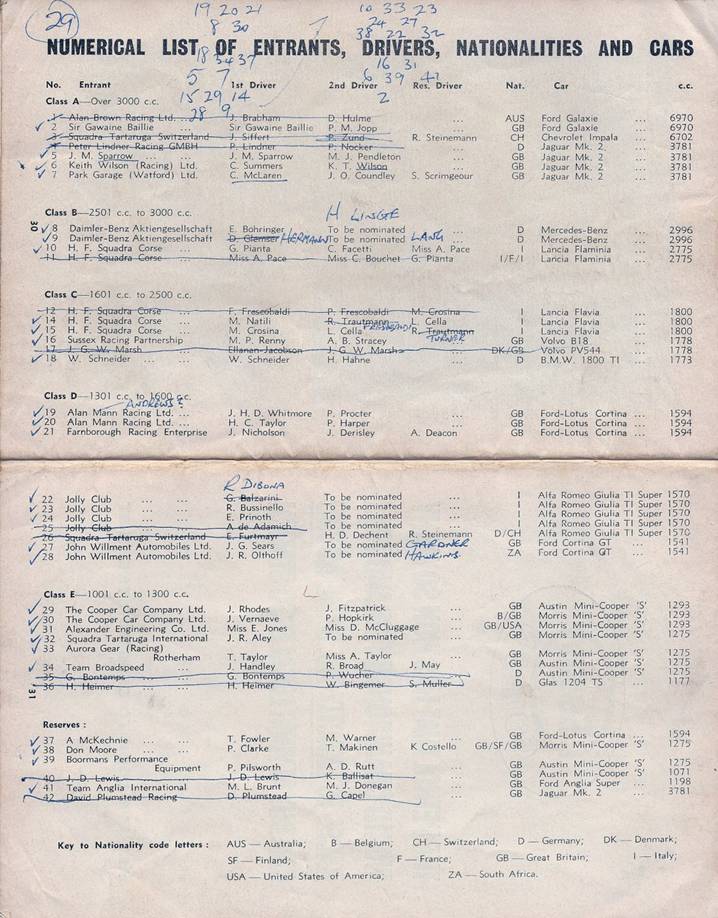 29
19 20 21
10 33 23
8 30
24 27
38 22 32
NUMERICAL LIST OF ENTRANTS, DRIVERS, NATIONALITIES AND CARS
18 34 37
16 31
5 7
6 39 41
No. Entrant 1st Driver 2nd Driver Res. Driver Nat. Car c.c.
15 29 14
2
Class A—Over 3000 c.c.
28 9
1 Alan Brown Racing Ltd. ... J. Brabham D. Hulme AUS Ford Galaxie 6970
2 Sir Gawaine Baillie ... Sir Gawaine Baillie P. M. Jopp GB Ford Galaxie 6970
3 Squadra Tartaruga Switzerland J. Siffert P. Zund R. Steinemann CH Chevrolet Impala 6702
4 Peter Lindner Racing GMBH P. Lindner P. Nocker D Jaguar Mk. 2. 3781
5 J. M. Sparrow ... J. M. Sparrow M. J. Pendleton GB Jaguar Mk. 2, 3781
6 Keith Wilson (Racing) Ltd. C. Summers K. T. Wilson GB Jaguar Mk. 2, 3781
7 Park Garage (Watford) Ltd. C. McLaren J. O. Coundley S. Scrimgeour GB Jaguar Mk. 2, 3781
Class B—2501 c.c. to 3000 c.c.
H LINGE
30
8 Daimler-Benz Aktiengesellschaft E. Bohringer To be nominated ... D Mercedes-Benz 2996
9 Daimler-Benz Aktiengesellschaft D. Glemser HERMANN To be nominated LANG D Mercedes-Benz 2996
10 H. F. Squadra Corse ... G. Pianta C. Facetti Miss A. Pace I Lancia Flaminia 2775
11 H. F. Squadra Corse ... Miss A. Pace Miss C. Bouchet G. Pianta I/F/I Lancia Flaminia 2775
Class C—1601 c.c. to 2500 c.c.
12 H. F. Squadra Corse ... F. Frescobaldi P. Frescobaldi M. Crosina I Lancia Flavia 1800
14 H. F. Squadra Corse ... M. Natili R. Trautmann L. Cella I Lancia Flavia 1800
15 H. F. Squadra Corse ... M. Crosina L. Cella R. Trautmann I Lancia Flavia 1800
16 Sussex Racing Partnership M. P. Renny A. B. Stracey TURNER GB Volvo B18. 1778
17 J. G. W. Marsh ... Ellanan-Jacobson J. G. W. Marsh DK/GB Volvo PV544 1778
18 W. Schneider ... ... W. Schneider H. Hahne ... D B.M.W. 1800 TI ... 1773
Class D—1301 c.c. to 1600 c.c.
ANDREWS?
19 Alan Mann Racing Ltd. ... J. H. D. Whitmore P. Procter ... GB Ford-Lotus Cortina ... 1594
20 Alan Mann Racing Ltd. ... H. C. Taylor P. Harper ... GB Ford-Lotus Cortina ... 1594
21 Farnborough Racing Enterprise J. Nicholson J. Derisley A. Deacon GB Ford-Lotus Cortina ... 1594
R DIBONA
22 Jolly Club ... ... G. Balzarini To be nominated ... I Alfa Romeo Giulia TI Super 1570
23 Jolly Club ... ... R. Bussinello To be nominated ... I Alfa Romeo Giulia TI Super 1570
24 Jolly Club ... ... E. Prinoth To be nominated ... I Alfa Romeo Giulia TI Super 1570
25 Jolly Club ... ... A de Adamich To be nominated ... I Alfa Romeo Giulia TI Super 1570
26 Squadra Tartaruga Switzerland E. Furtmayr H. D. Dechent R. Steinemann D/CH Alfa Romeo Giulia TI Super 1570
27 John Willment Automobiles Ltd. J. G. Sears To be nominated GARDNER GB Ford Cortina GT ... 1541
28 John Willment Automobiles Ltd. J. R. Olthoff To be nominated HAWKINS ZA Ford Cortina GT ... 1541
Class E—1001 c.c. to 1300 c.c.
29 The Cooper Car Company Ltd. J. Rhodes J. Fitzpatrick ... GB Austin Mini-Cooper 'S' 1293
30 The Cooper Car Company Ltd. J. Vernaeve P. Hopkirk ... B/GB Morris Mini-Cooper 'S' 1293
31 Alexander Engineering Co. Ltd. Miss E. Jones Miss D. McCluggage GB/USA Morris Mini-Cooper 'S' 1293
32 Squadra Tartaruga International J. R. Aley To be nominated ... GB Morris Mini-Cooper 'S' 1275
33 Aurora Gear (Racing)
Rotherham T. Taylor Miss A. Taylor ... GB Morris Mini-Cooper 'S' 1275
34 Team Broadspeed ... J. Handley R. Broad J. May GB Austin Mini-Cooper 'S' 1275
35 G. Bontemps ... ... G. Bontemps P. Wucher ... D Austin Mini-Cooper 'S' 1275
31
36 H. Heimer ... ... H. Heimer W. Bingemer S. Muller D Glas 1204 TS ... 1177
Reserves :
37 A McKechnie ... T. Fowler M. Warner ... GB Ford-Lotus Cortina ... 1594
38 Don Moore ... ... P. Clarke T. Makinen K Costello GB/SF/GB Morris Mini-Cooper 'S' 1275
39 Boormans Performance
Equipment P. Pilsworth A. D. Rutt ... GB Austin Mini-Cooper 'S' 1275
40 J. D. Lewis ... J. D. Lewis K. Ballisat ... GB Austin Mini-Cooper 'S' 1071
41 Team Anglia International M. L. Brunt M. J. Donegan ... GB Ford Anglia Super ... 1198
42 David Plumstead Racing ... D. Plumstead G. Capel ... GB Jaguar Mk. 2 ... 3781
Key to Nationality code letters : AUS — Australia; B — Belgium; CH — Switzerland; D — Germany; DK — Denmark;
SF — Finland; F — France; GB — Great Britain; I — Italy;
USA — United States of America; ZA — South Africa.